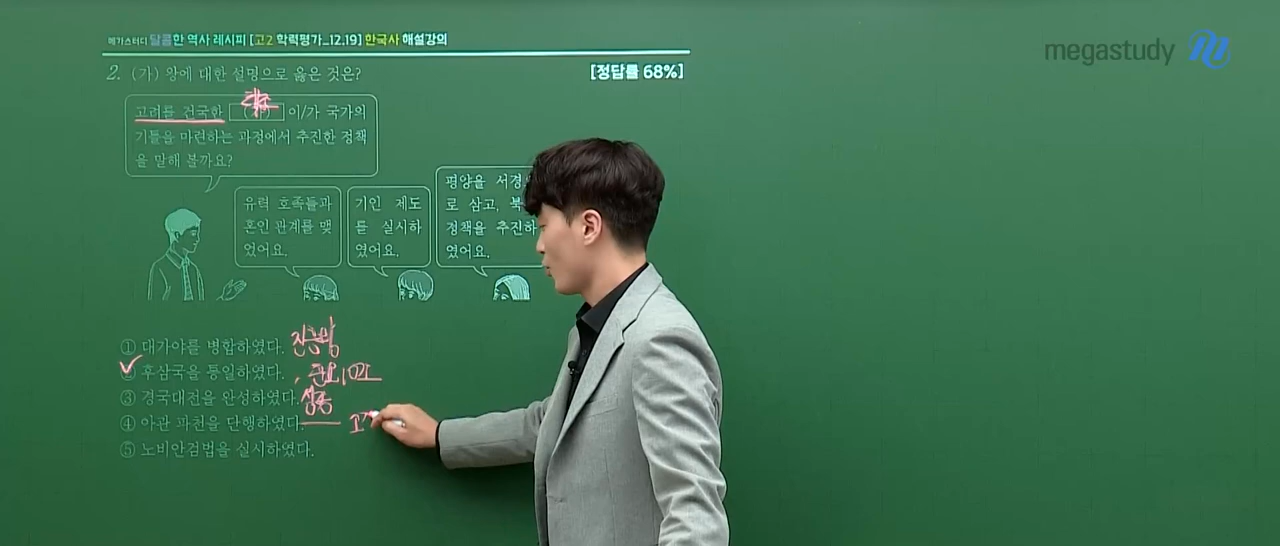 메가스터디 달콤한 역사 레시피 [고2 학력평가_12.19] 한국사 해설강의
megastudy M
2. (가) 왕에 대한 설명으로 옳은 것은?
[정답률 68%]
고려를 건국한 (가) 이/가 국가의
기틀을 마련하는 과정에서 추진한 정책
을 말해 볼까요?
유력 호족들과
혼인 관계를 맺
었어요.
기인 제도
를 실시하
였어요.
평양을 서경
로 삼고, 북
정책을 추진하
였어요.
① 대가야를 병합하였다. 진흥왕
② 후삼국을 통일하였다.
③ 경국대전을 완성하였다. 성종
④ 아관 파천을 단행하였다. 고
⑤ 노비안검법을 실시하였다.